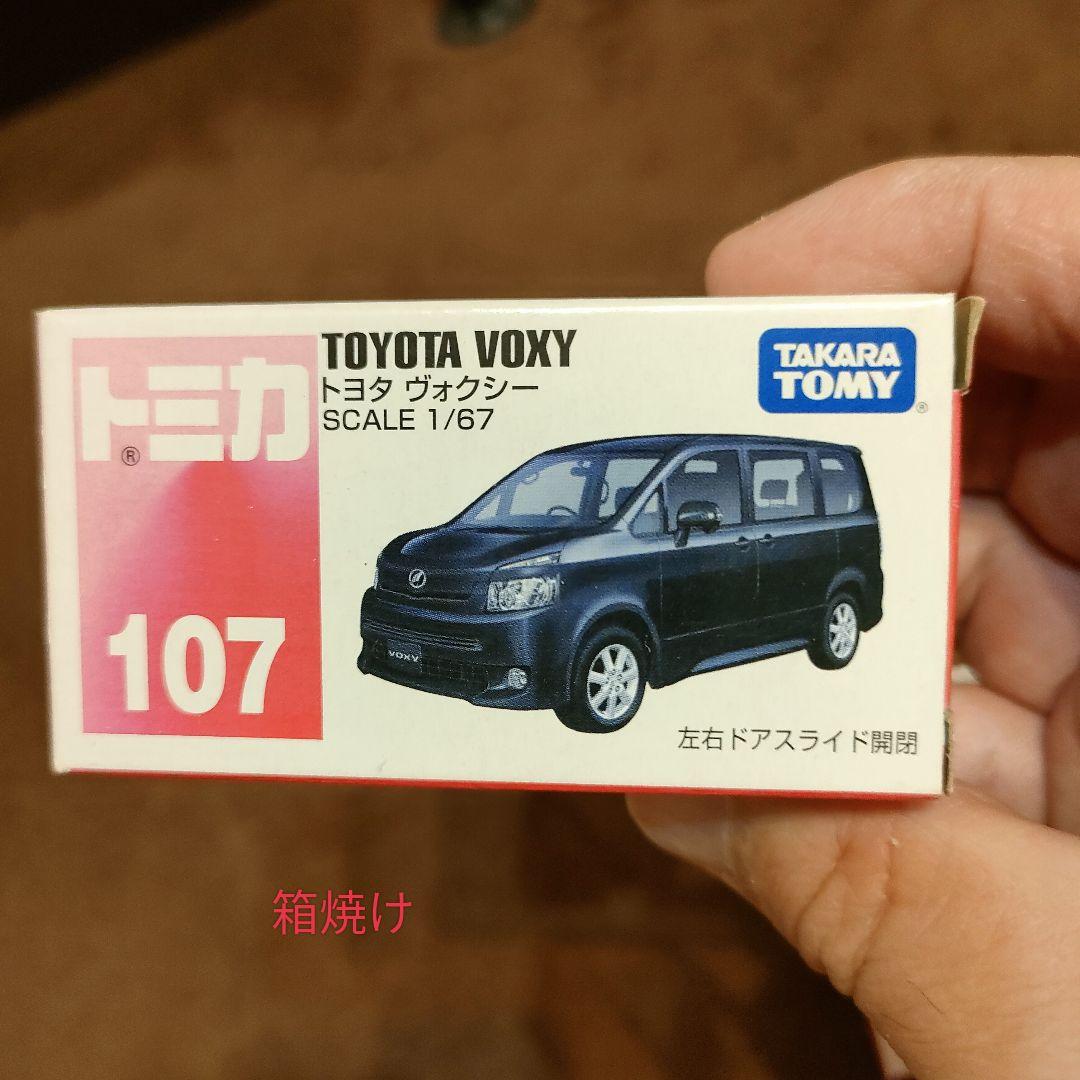 トミカ
®
107
TOYOTA VOXY
トヨタ ヴォクシー
SCALE 1/67
TAKARA
TOMY
®
VOXY
左右ドアスライド開閉
箱焼け